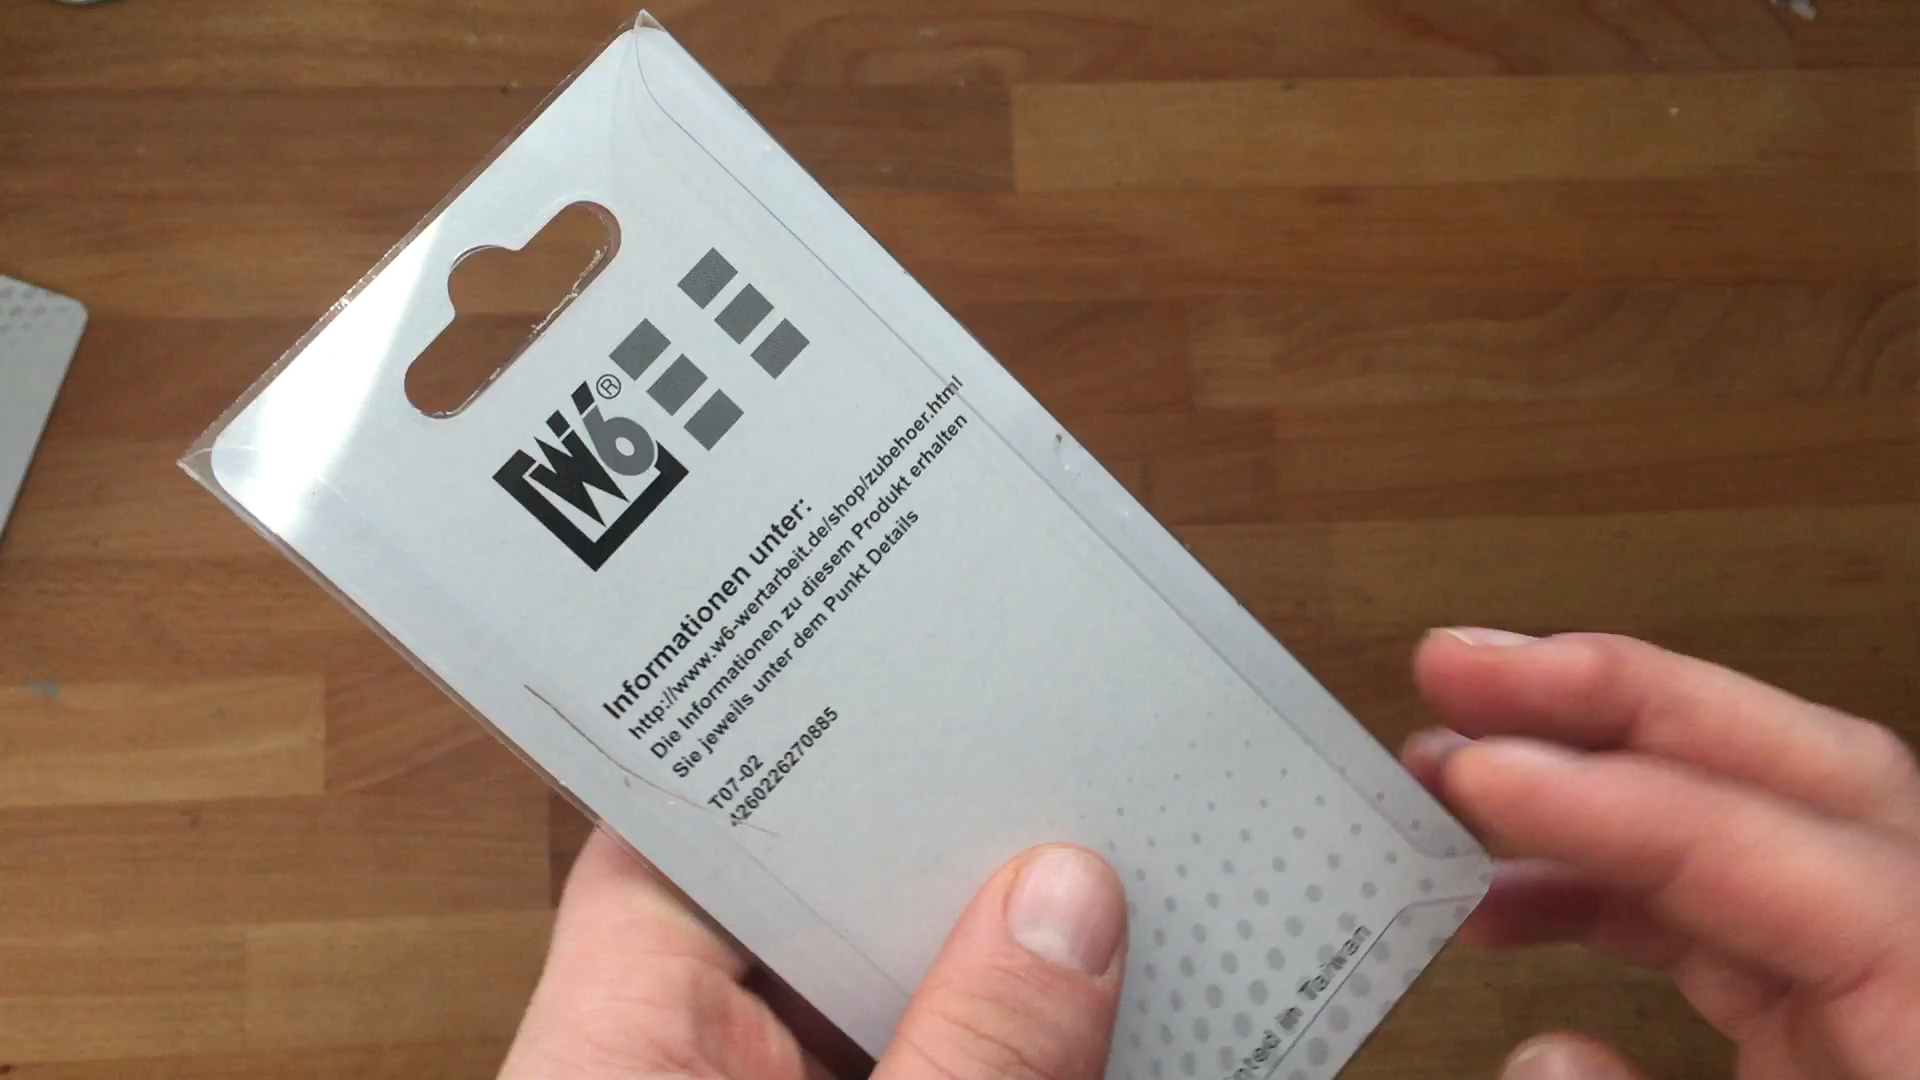 W6®
Informationen unter:
http://www.w6-wertarbeit.de/shop/zubehoer.html
Die Informationen zu diesem Produkt erhalten
Sie jeweils unter dem Punkt Details
T07-02
4260226270885
in Taiwan